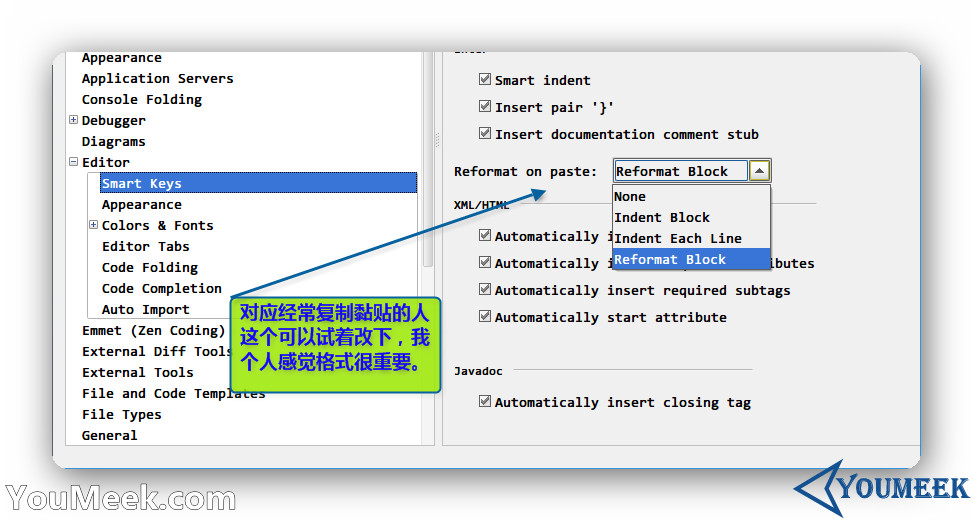 Appearance
Application Servers
Console Folding
Debugger
Diagrams
Editor
Smart Keys
Appearance
Colors & Fonts
Editor Tabs
Code Folding
Code Completion
Auto Import
Emmet (Zen Coding)
External Diff Tools
External Tools
File and Code Templates
File Types
General
对应经常复制黏贴的人
这个可以试着改下，我
个人感觉格式很重要。
Smart indent
Insert pair '}'
Insert documentation comment stub
Reformat on paste: Reformat Block
None
Indent Block
Indent Each Line
Reformat Block
XML/HTML
Automatically
Automatically
Automatically insert required subtags
Automatically start attribute
Javadoc
Automatically insert closing tag
YouMeek.com
YOUMEEK